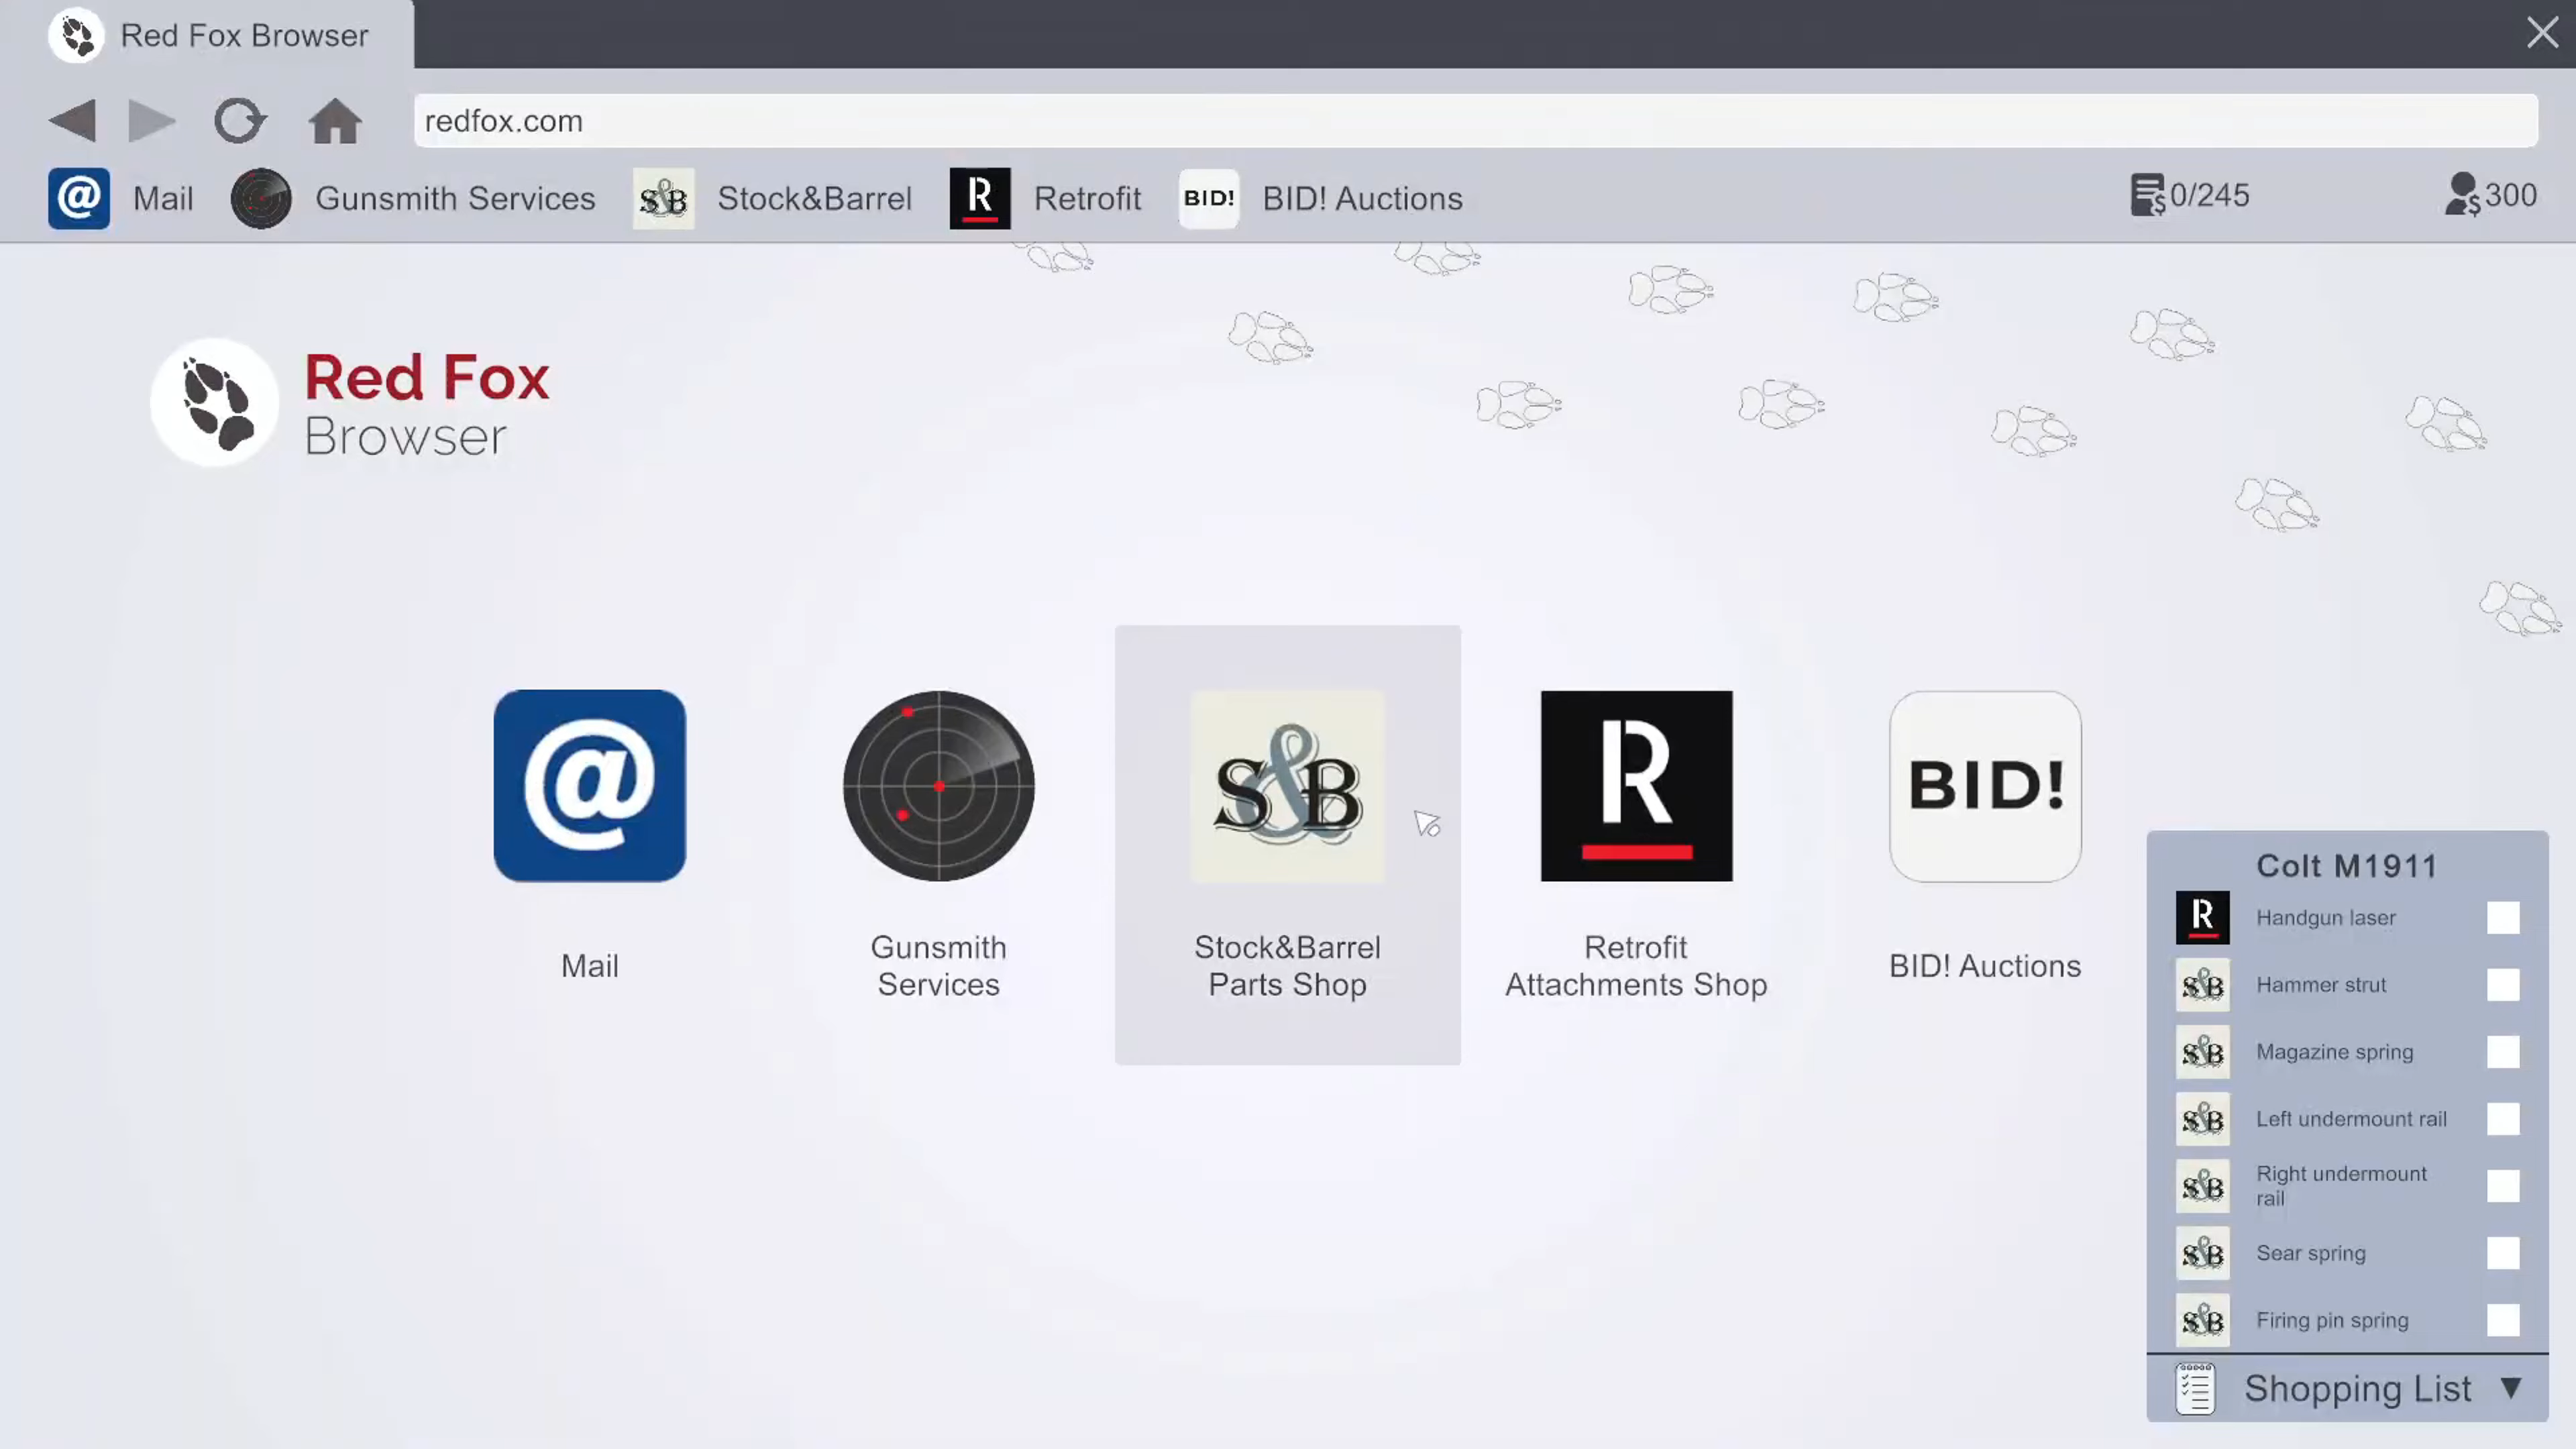 Red Fox Browser
redfox.com
@ Mail
Gunsmith Services
S&B Stock&Barrel
R Retrofit
BID! BID! Auctions
0/245
300
Red Fox
Browser
@
S&B
R
BID!
Mail
Gunsmith
Services
Stock&Barrel
Parts Shop
Retrofit
Attachments Shop
BID! Auctions
Colt M1911
R Handgun laser
S&B Hammer strut
S&B Magazine spring
S&B Left undermount rail
S&B Right undermount
rail
S&B Sear spring
S&B Firing pin spring
Shopping List